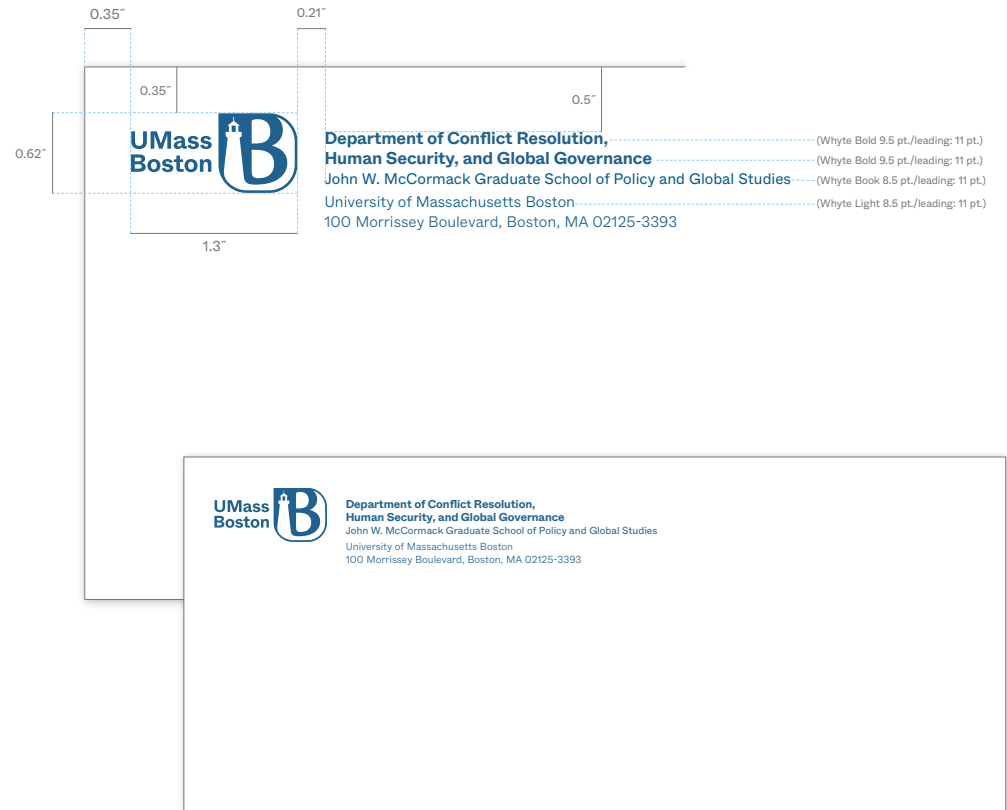 0.35˝
0.21˝
0.35˝
0.5˝
0.62˝
UMass
Boston
B
Department of Conflict Resolution,
(Whyte Bold 9.5 pt./leading: 11 pt.)
Human Security, and Global Governance
(Whyte Bold 9.5 pt./leading: 11 pt.)
John W. McCormack Graduate School of Policy and Global Studies
(Whyte Book 8.5 pt./leading: 11 pt.)
University of Massachusetts Boston
(Whyte Light 8.5 pt./leading: 11 pt.)
100 Morrissey Boulevard, Boston, MA 02125-3393
1.3˝
UMass
Boston
B
Department of Conflict Resolution,
Human Security, and Global Governance
John W. McCormack Graduate School of Policy and Global Studies
University of Massachusetts Boston
100 Morrissey Boulevard, Boston, MA 02125-3393